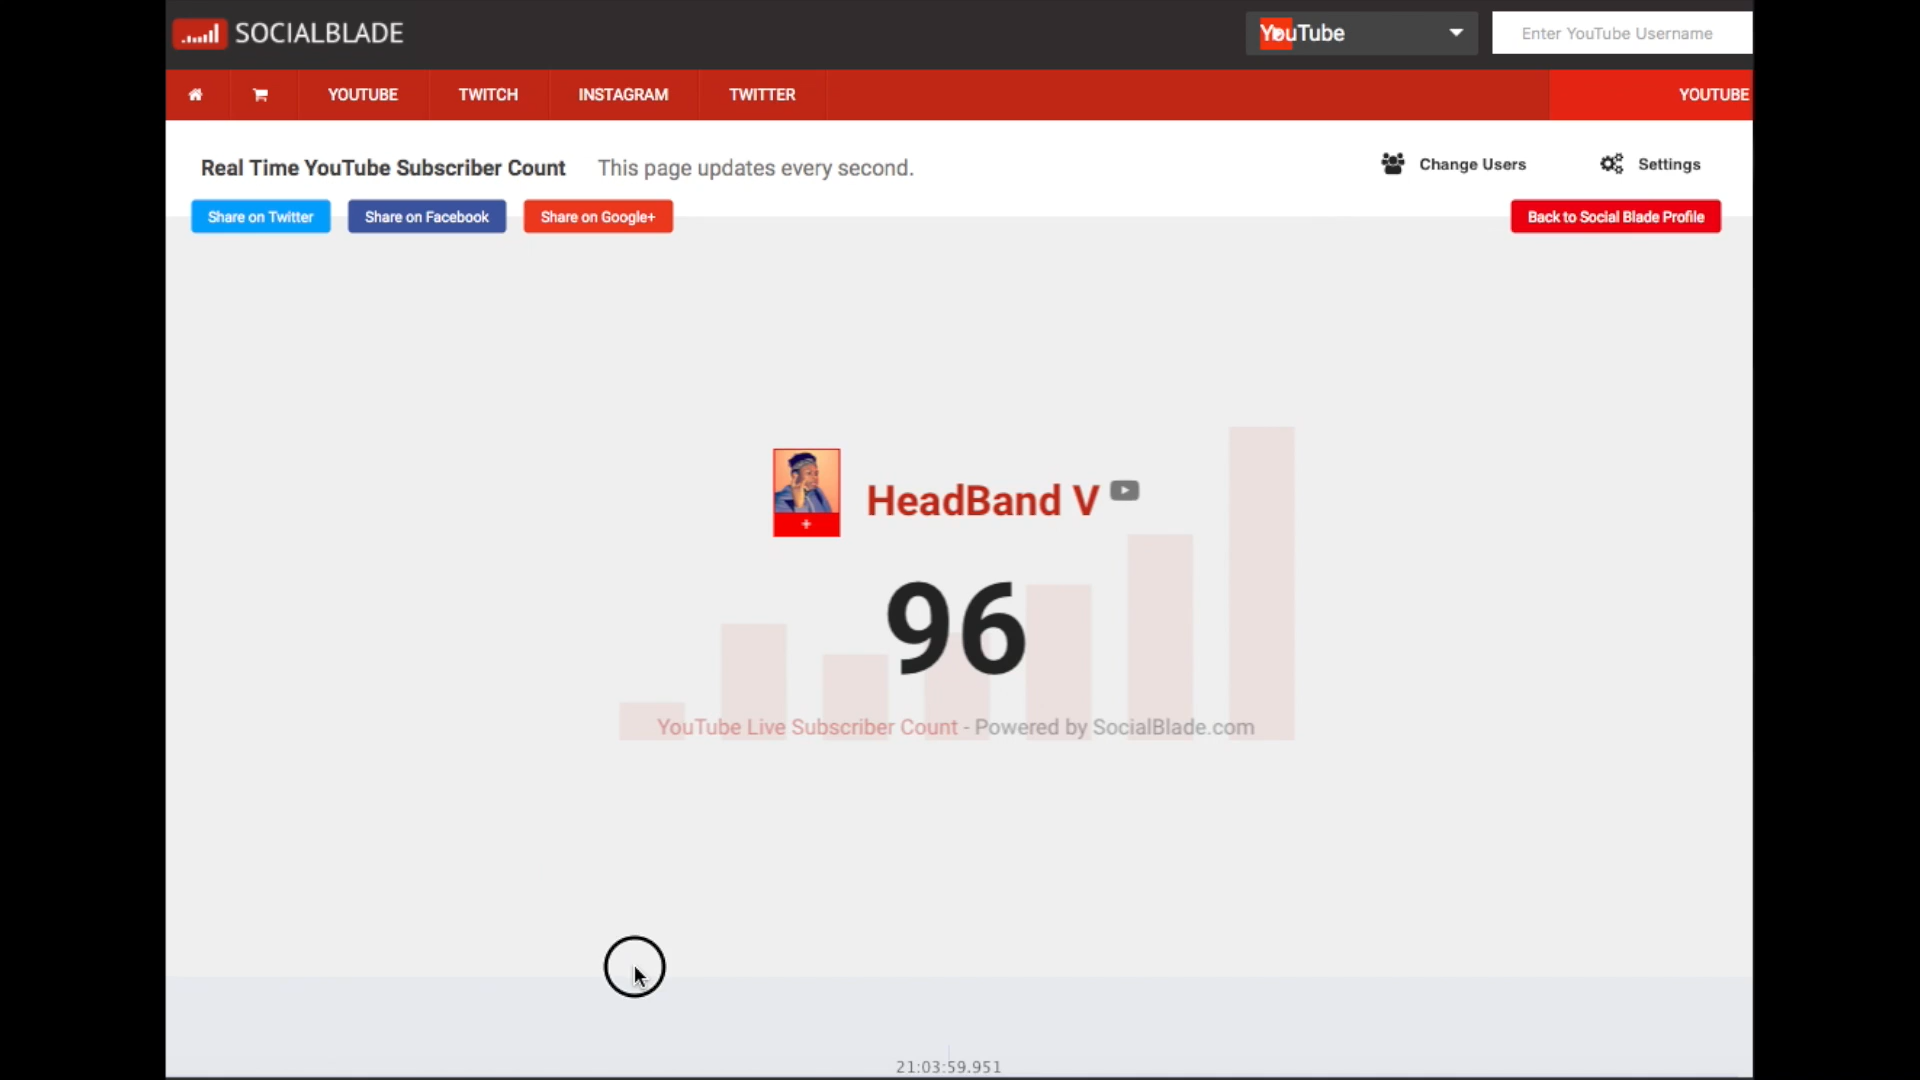 SOCIALBLADE
YouTube
Enter YouTube Username
YOUTUBE
TWITCH
INSTAGRAM
TWITTER
YOUTUBE
Real Time YouTube Subscriber Count
This page updates every second.
Change Users
Settings
Share on Twitter
Share on Facebook
Share on Google+
Back to Social Blade Profile
+
HeadBand V
96
YouTube Live Subscriber Count - Powered by SocialBlade.com
21:03:59.951